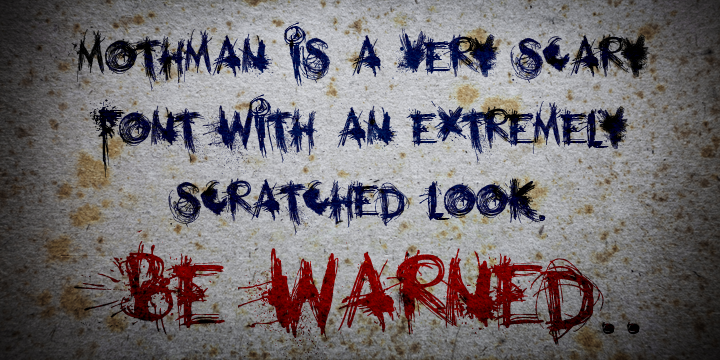 MOTHMAN iS A VERY SCARY
FONT WiTH AN EXTREMELY
SCRATCHED LOOK.
BE WARNED..